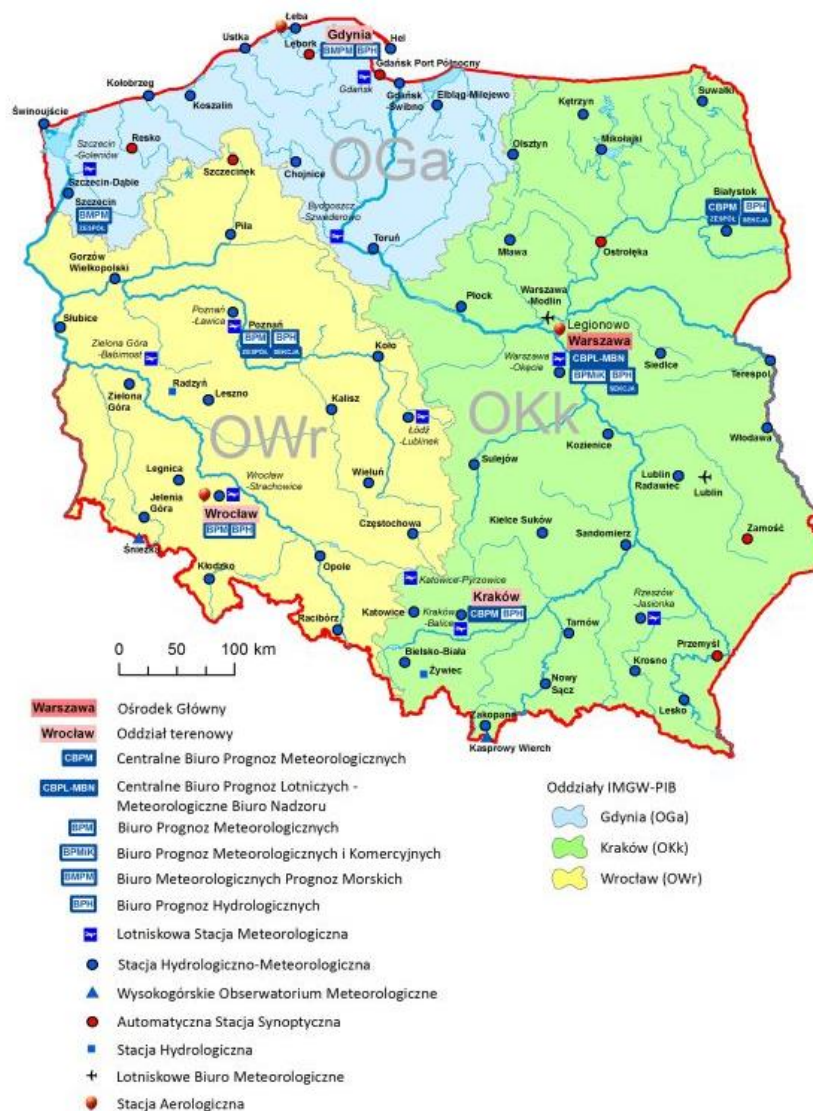 Łeba
Ustka
Lębork
Gdynia
BMPM BPH
Hel
Gdańsk Port Północny
Gdańsk
Gdańsk
-Świbno
Elbląg-Milejewo
Kołobrzeg
Koszalin
Świnoujście
Resko
Szczecin
-Goleniów
Szczecin-Dąbie
Szczecin
BMPM
ZESPÓŁ
Szczecinek
Chojnice
OGa
Bydgoszcz
-Szwederowo
Toruń
Kętrzyn
Suwałki
Olsztyn
Mikołajki
Białystok
CBPM BPH
ZESPÓŁ SEKCJA
Mława
Ostrołęka
Piła
Gorzów
Wielkopolski
Słubice
Poznań
-Ławica
Poznań
BPM BPH
ZESPÓŁ SEKCJA
Zielona Góra
-Babimost
Zielona
Góra
Radzyń
Leszno
Koło
Kalisz
OWr
Łódź
-Lublinek
Płock
Warszawa
-Modlin
Legionowo
Warszawa
Warszawa
-Okęcie
CBPL-MBN
BPMiK BPH
SEKCJA
Siedlce
Terespol
OKk
Kozienice
Włodawa
Sulejów
Lublin
Radawiec
Lublin
Legnica
Wrocław
-Strachowice
Wieluń
Jelenia
Góra
Wrocław
BPM BPH
Śnieżka
Kłodzko
Opole
Częstochowa
Kielce Suków
Sandomierz
Zamość
Katowice-Pyrzowice
Racibórz
Katowice
Kraków
-Balice
Kraków
CBPM BPH
Tarnów
Rzeszów
-Jasionka
Przemyśl
Bielsko-Biała
Żywiec
Nowy
Sącz
Krosno
Lesko
Zakopane
Kasprowy Wierch
0 50 100 km
Warszawa Ośrodek Główny
Wrocław Oddział terenowy
CBPM Centralne Biuro Prognoz Meteorologicznych
CBPL-MBN Centralne Biuro Prognoz Lotniczych -
Meteorologiczne Biuro Nadzoru
BPM Biuro Prognoz Meteorologicznych
BPMiK Biuro Prognoz Meteorologicznych i Komercyjnych
BMPM Biuro Meteorologicznych Prognoz Morskich
BPH Biuro Prognoz Hydrologicznych
Lotniskowa Stacja Meteorologiczna
Stacja Hydrologiczno-Meteorologiczna
Wysokogórskie Obserwatorium Meteorologiczne
Automatyczna Stacja Synoptyczna
Stacja Hydrologiczna
Lotniskowe Biuro Meteorologiczne
Stacja Aerologiczna
Oddziały IMGW-PIB
Gdynia (OGa)
Kraków (OKk)
Wrocław (OWr)